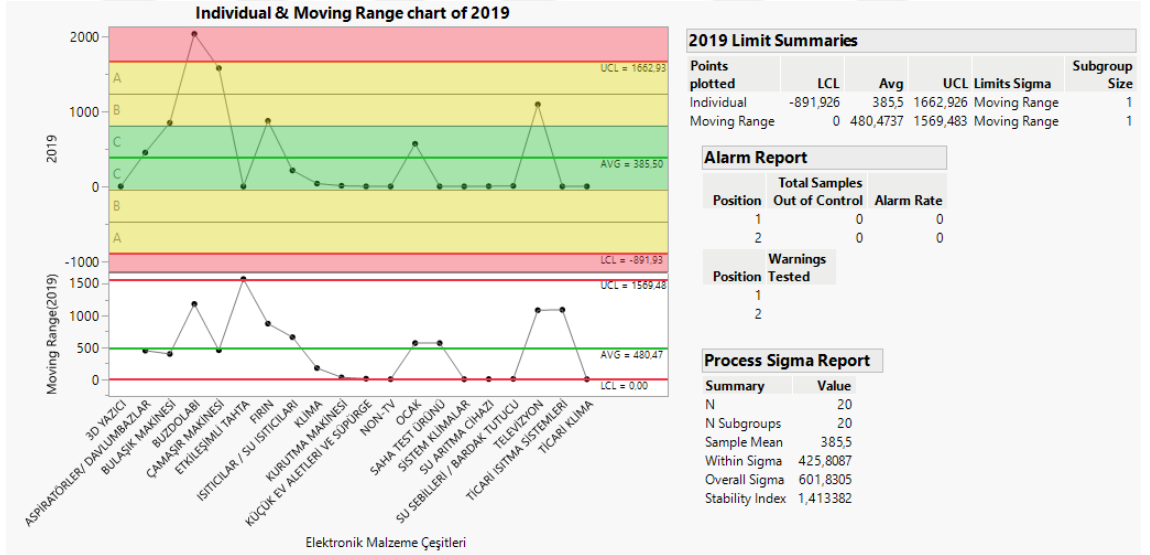 Individual & Moving Range chart of 2019
2000
1000
0
-1000
2019
A
B
C
C
B
A
UCL = 1662,93
AVG = 385,50
LCL = -891,93
1500
1000
500
0
Moving Range(2019)
UCL = 1569,48
AVG = 480,47
LCL = 0,00
3D YAZICI
ASPİRATÖRLER/ DAVLUMBAZLAR
BULAŞIK MAKİNESİ
BUZDOLABI
ÇAMAŞIR MAKİNESİ
ETKİLEŞİMLİ TAHTA
FIRIN
ISITICILAR / SU ISITICILARI
KLİMA
KURUTMA MAKİNESİ
KÜÇÜK EV ALETLERİ VE SÜPÜRGE
NON-TV
OCAK
SAHA TEST ÜRÜNÜ
SİSTEM KLİMALAR
SU ARITMA CİHAZI
SU SEBİLLERİ / BARDAK TUTUCU
TELEVİZYON
TİCARİ ISITMA SİSTEMLERİ
TİCARİ KLİMA
Elektronik Malzeme Çeşitleri
2019 Limit Summaries
Points plotted LCL Avg UCL Limits Sigma Subgroup Size
Individual -891,926 385,5 1662,926 Moving Range 1
Moving Range 0 480,4737 1569,483 Moving Range 1
Alarm Report
Position Total Samples Out of Control Alarm Rate
1 0 0
2 0 0
Position Warnings Tested
1
2
Process Sigma Report
Summary Value
N 20
N Subgroups 20
Sample Mean 385,5
Within Sigma 425,8087
Overall Sigma 601,8305
Stability Index 1,413382